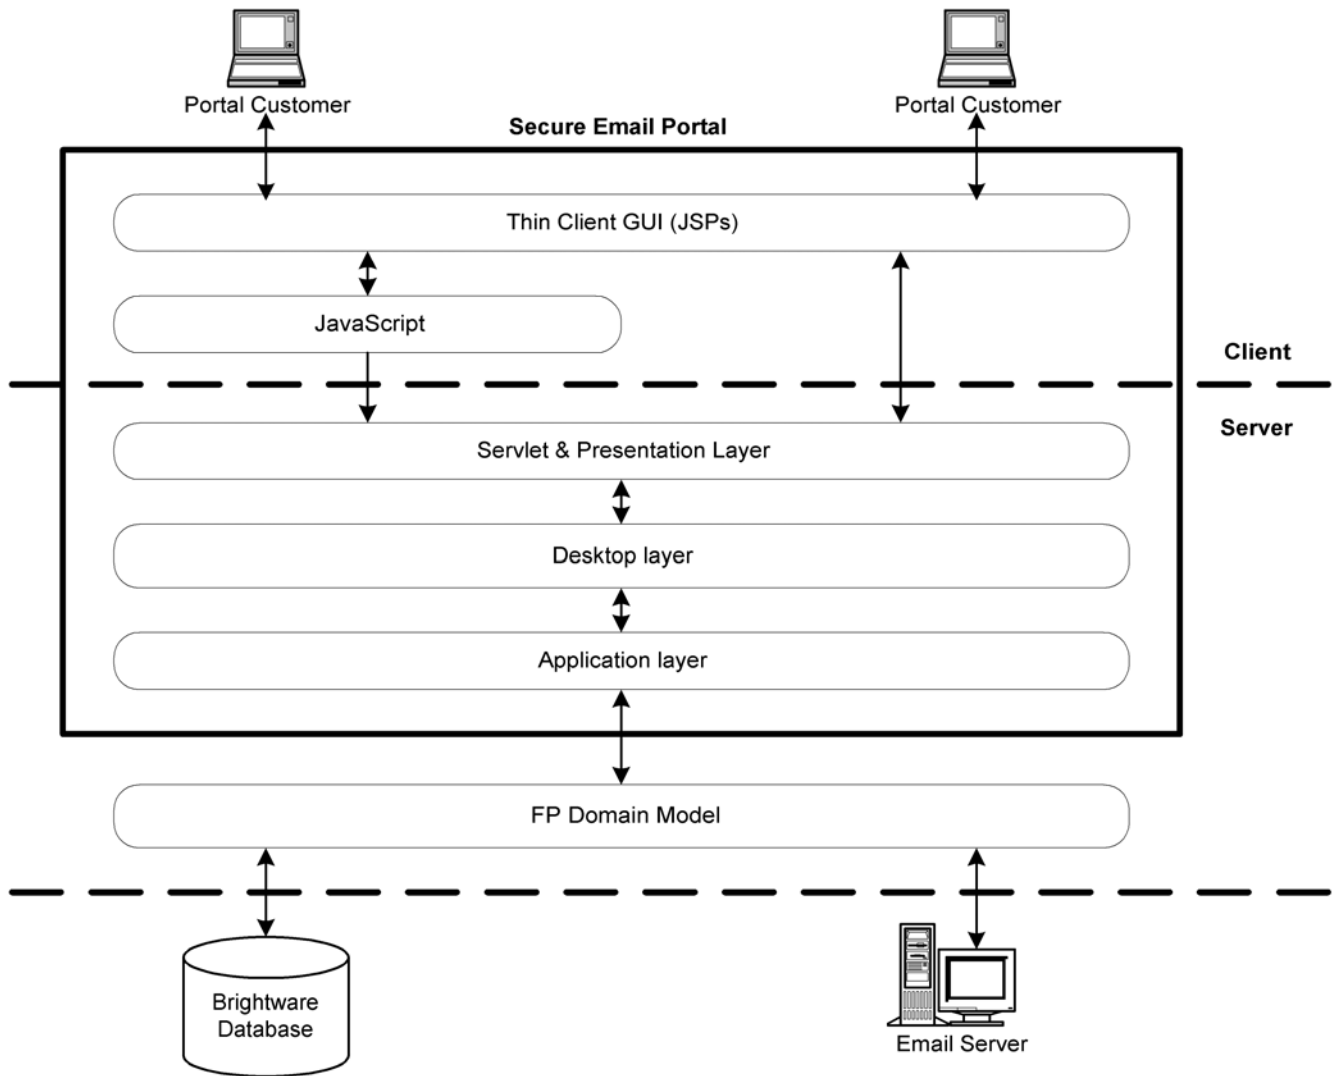 Portal Customer
Portal Customer
Secure Email Portal
Thin Client GUI (JSPs)
JavaScript
Client
Server
Servlet & Presentation Layer
Desktop layer
Application layer
FP Domain Model
Brightware
Database
Email Server